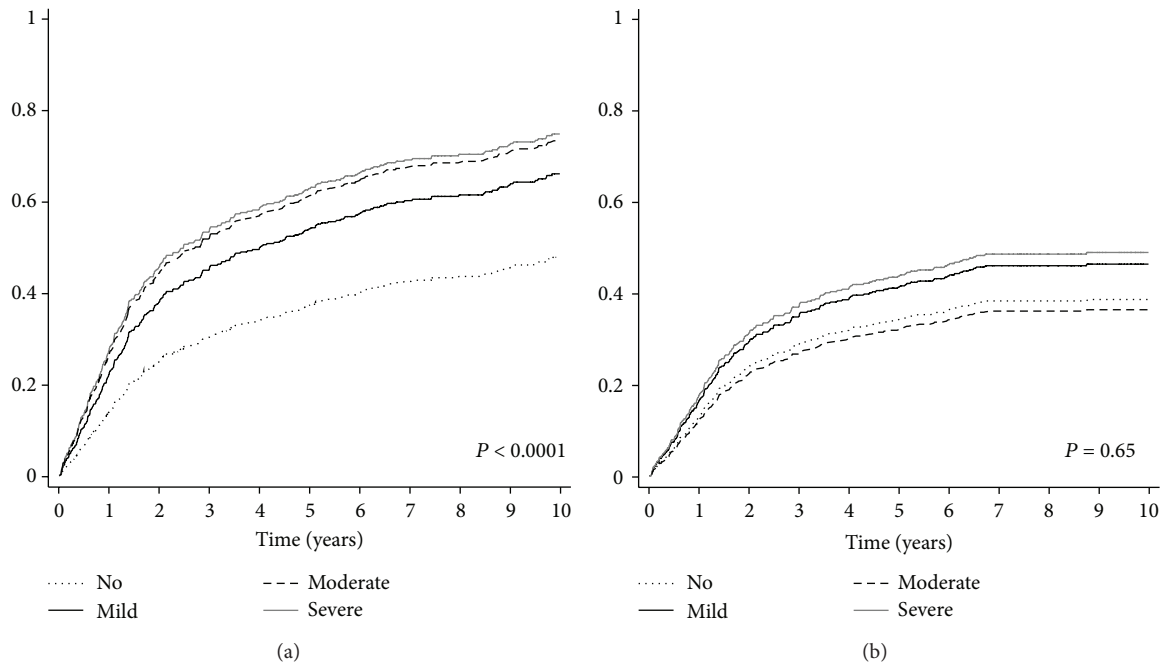 1
0.8
0.6
0.4
0.2
0
P < 0.0001
0 1 2 3 4 5 6 7 8 9 10
Time (years)
No Moderate
Mild Severe
(a)
1
0.8
0.6
0.4
0.2
0
P = 0.65
0 1 2 3 4 5 6 7 8 9 10
Time (years)
No Moderate
Mild Severe
(b)